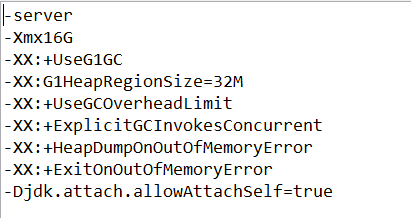 -server
-Xmx16G
-XX:+UseG1GC
-XX:G1HeapRegionSize=32M
-XX:+UseGCOverheadLimit
-XX:+ExplicitGCInvokesConcurrent
-XX:+HeapDumpOnOutOfMemoryError
-XX:+ExitOnOutOfMemoryError
-Djdk.attach.allowAttachSelf=true